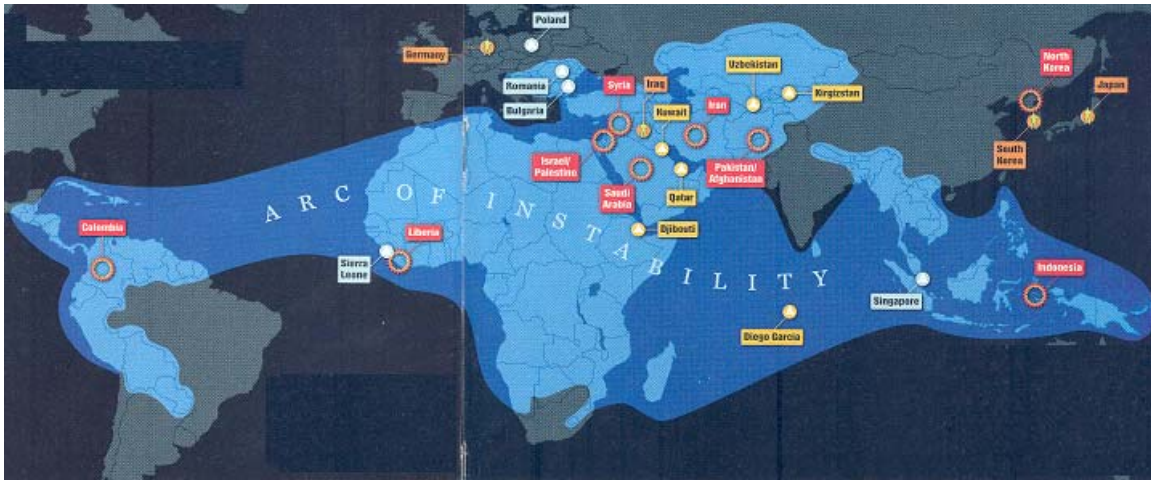 Poland
Germany
Romania
Bulgaria
Syria
Iraq
Kuwait
Iran
Uzbekistan
Kirgizstan
North
Korea
Japan
South
Korea
Israel/
Palestine
Saudi
Arabia
Qatar
Pakistan/
Afghanistan
Djibouti
ARC OF INSTABILITY
Colombia
Sierra
Leone
Liberia
Diego Garcia
Singapore
Indonesia